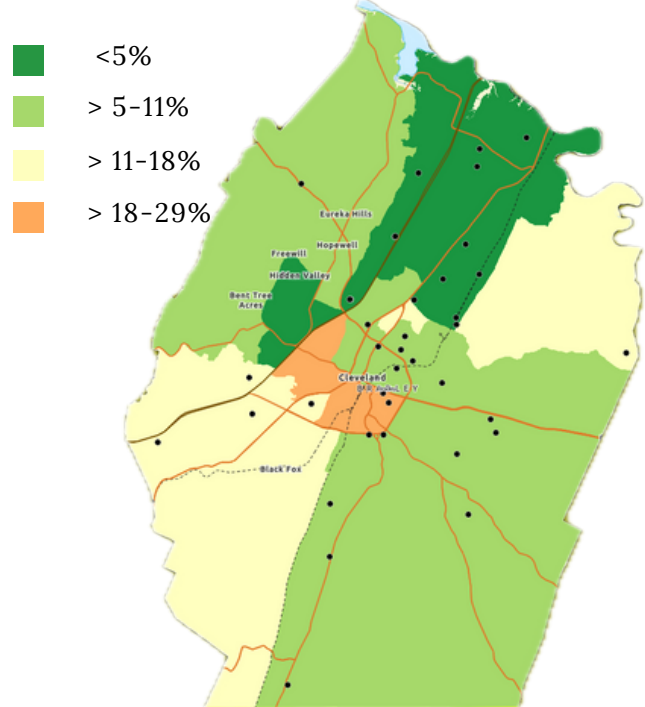 <5%
> 5-11%
> 11-18%
> 18-29%
Eureka Hills
Hopewell
Freewill
Hidden Valley
Bent Tree
Acres
Cleveland
Black Fox